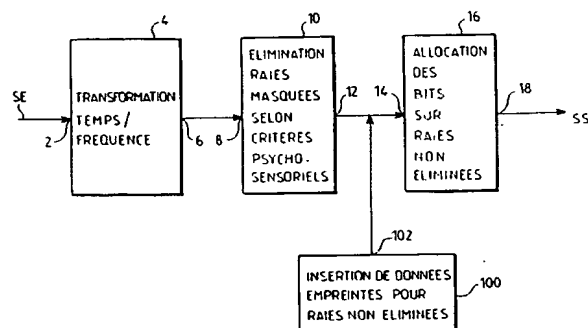 4
10
16
SE
2
TRANSFORMATION
TEMPS/
FREQUENCE
6
8
ELIMINATION
RAIES
MASQUEES
SELON
CRITERES
PSYCHO.
SENSORIELS
12
14
ALLOCATION
DES
BITS
SUR
RAIES
NON
ELIMINEES
18
SS
102
INSERTION DE DONNÉES
EMPREINTES POUR
RAIES NON ELIMINEES
100